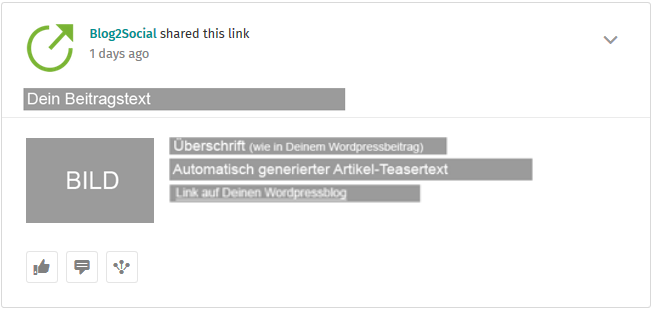 Blog2Social shared this link
1 days ago
Dein Beitragstext
BILD
Überschrift (wie in Deinem Wordpressbeitrag)
Automatisch generierter Artikel-Teasertext
Link auf Deinen Wordpressblog